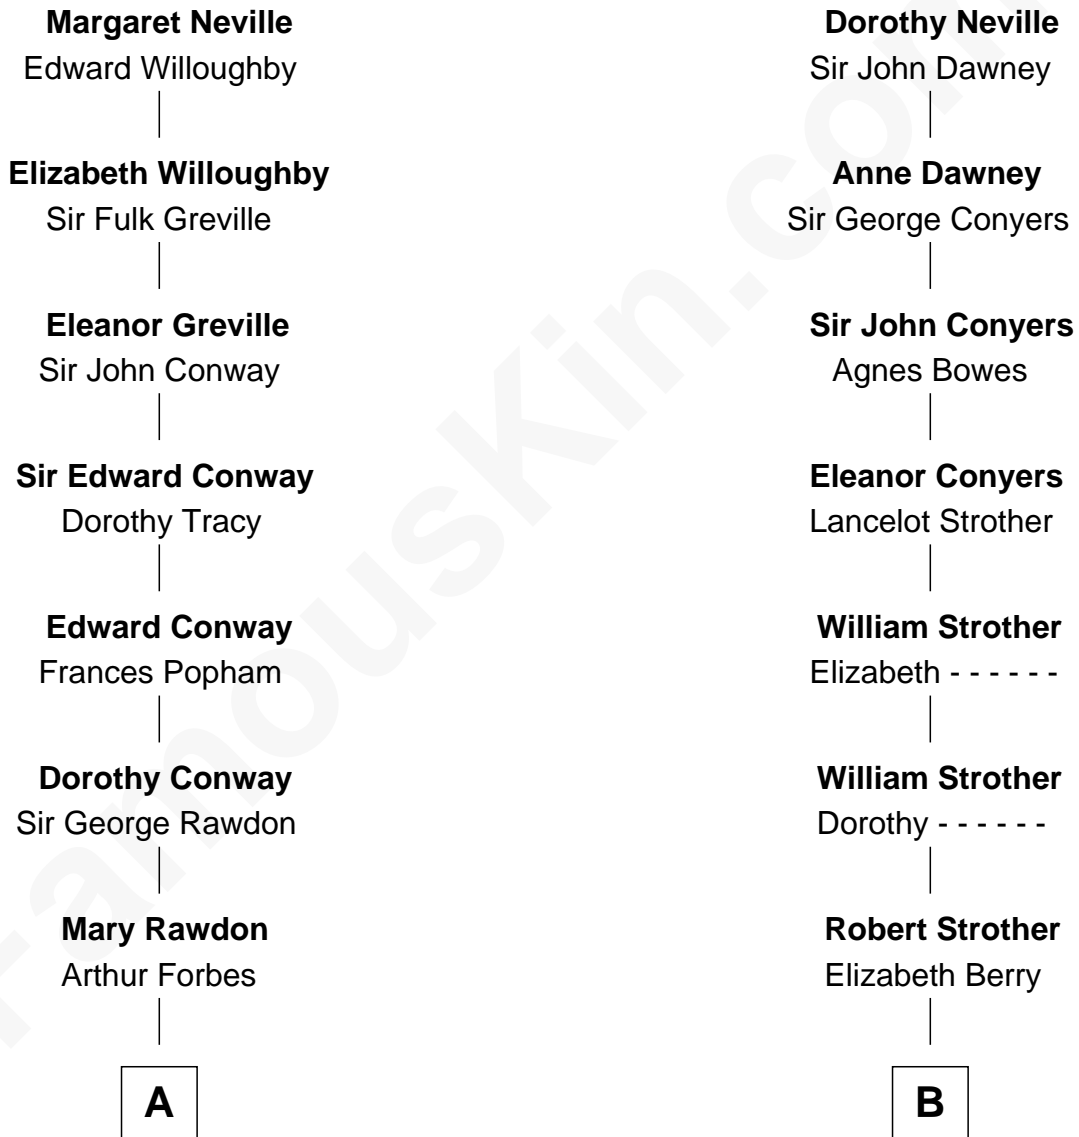 Margaret Neville
Edward Willoughby
Elizabeth Willoughby
Sir Fulk Greville
Eleanor Greville
Sir John Conway
Sir Edward Conway
Dorothy Tracy
Edward Conway
Frances Popham
Dorothy Conway
Sir George Rawdon
Mary Rawdon
Arthur Forbes
A
Dorothy Neville
Sir John Dawney
Anne Dawney
Sir George Conyers
Sir John Conyers
Agnes Bowes
Eleanor Conyers
Lancelot Strother
William Strother
Elizabeth - - - - - -
William Strother
Dorothy - - - - - -
Robert Strother
Elizabeth Berry
B
FamousKin.com